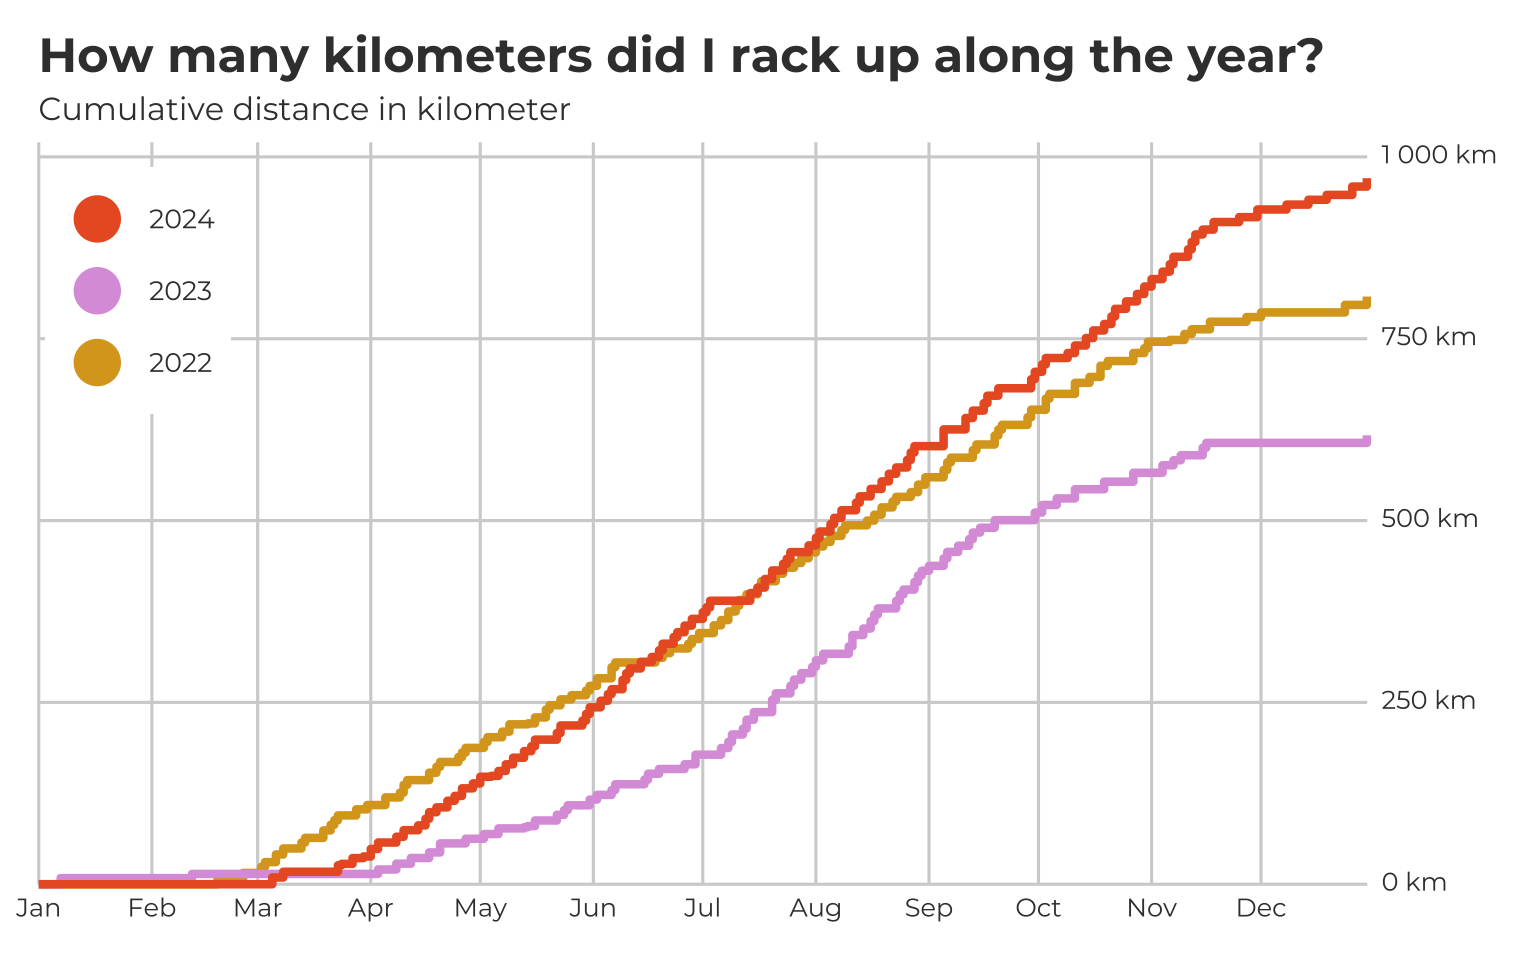 How many kilometers did I rack up along the year?
Cumulative distance in kilometer
1 000 km
2024
2023
750 km
2022
500 km
250 km
0 km
Jan Feb Mar Apr May Jun Jul Aug Sep Oct Nov Dec